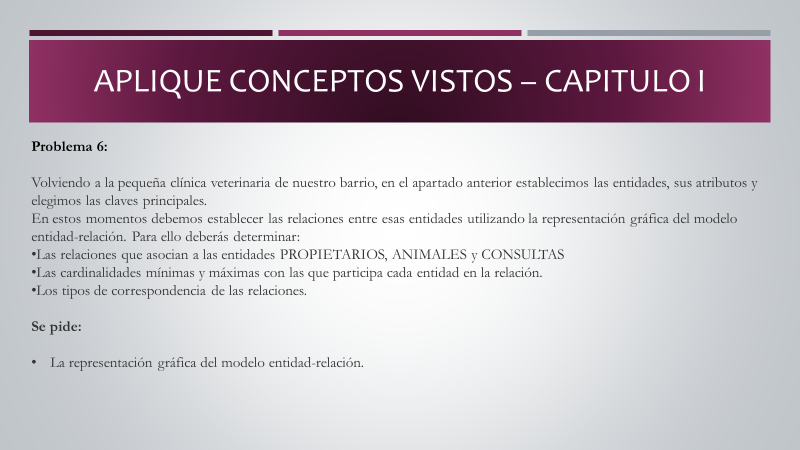 APLIQUE CONCEPTOS VISTOS – CAPITULO I
Problema 6:
Volviendo a la pequeña clínica veterinaria de nuestro barrio, en el apartado anterior establecimos las entidades, sus atributos y
elegimos las claves principales.
En estos momentos debemos establecer las relaciones entre esas entidades utilizando la representación gráfica del modelo
entidad-relación. Para ello deberás determinar:
•Las relaciones que asocian a las entidades PROPIETARIOS, ANIMALES y CONSULTAS
•Las cardinalidades mínimas y máximas con las que participa cada entidad en la relación.
•Los tipos de correspondencia de las relaciones.
Se pide:
• La representación gráfica del modelo entidad-relación.